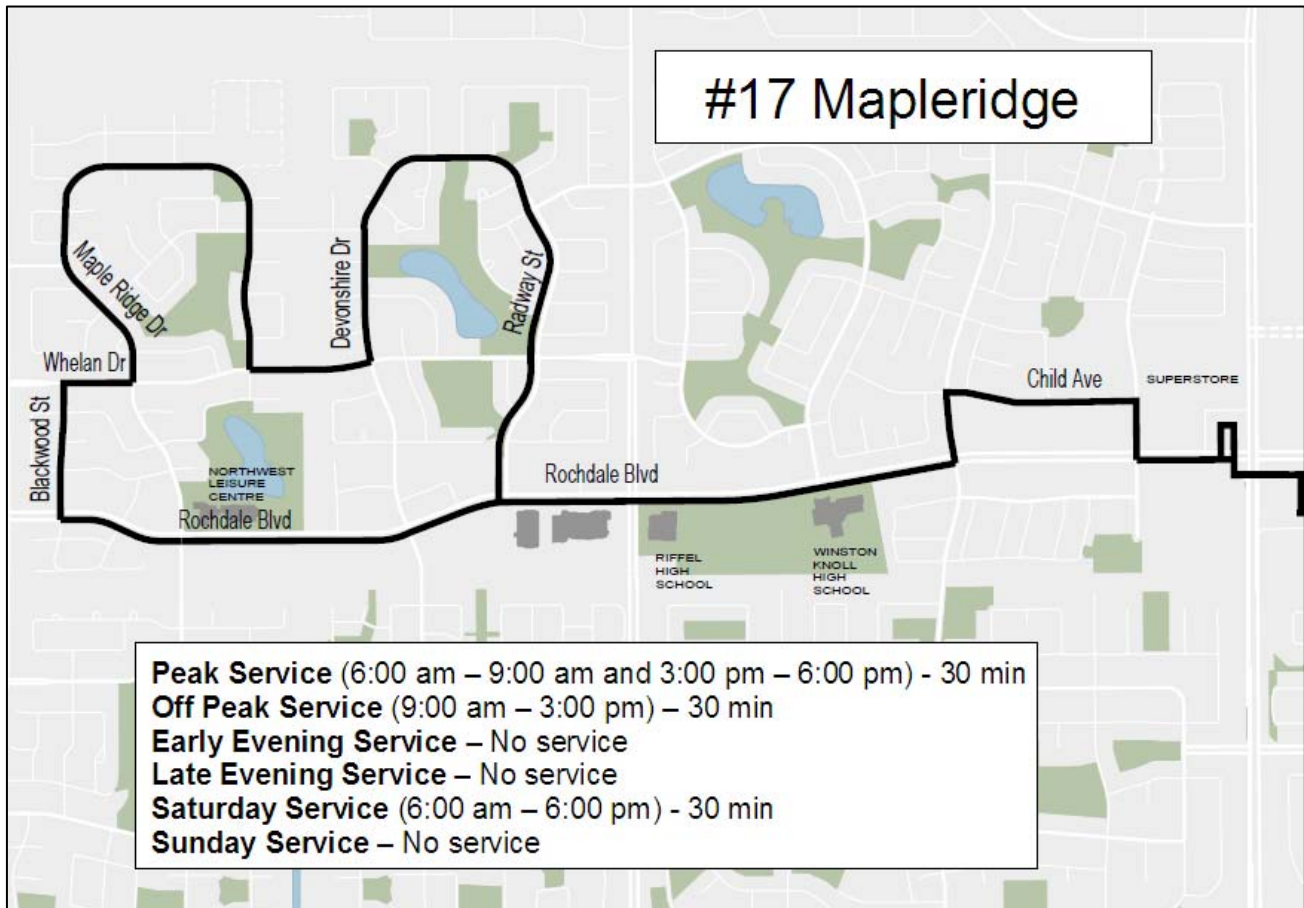 #17 Mapleridge
Maple Ridge Dr
Devonshire Dr
Radway St
Whelan Dr
Blackwood St
Child Ave
SUPERSTORE
NORTHWEST
LEISURE
CENTRE
Rochdale Blvd
Rochdale Blvd
RIFFEL
HIGH
SCHOOL
WINSTON
KNOLL
HIGH
SCHOOL
Peak Service (6:00 am – 9:00 am and 3:00 pm – 6:00 pm) - 30 min
Off Peak Service (9:00 am – 3:00 pm) – 30 min
Early Evening Service – No service
Late Evening Service – No service
Saturday Service (6:00 am – 6:00 pm) - 30 min
Sunday Service – No service